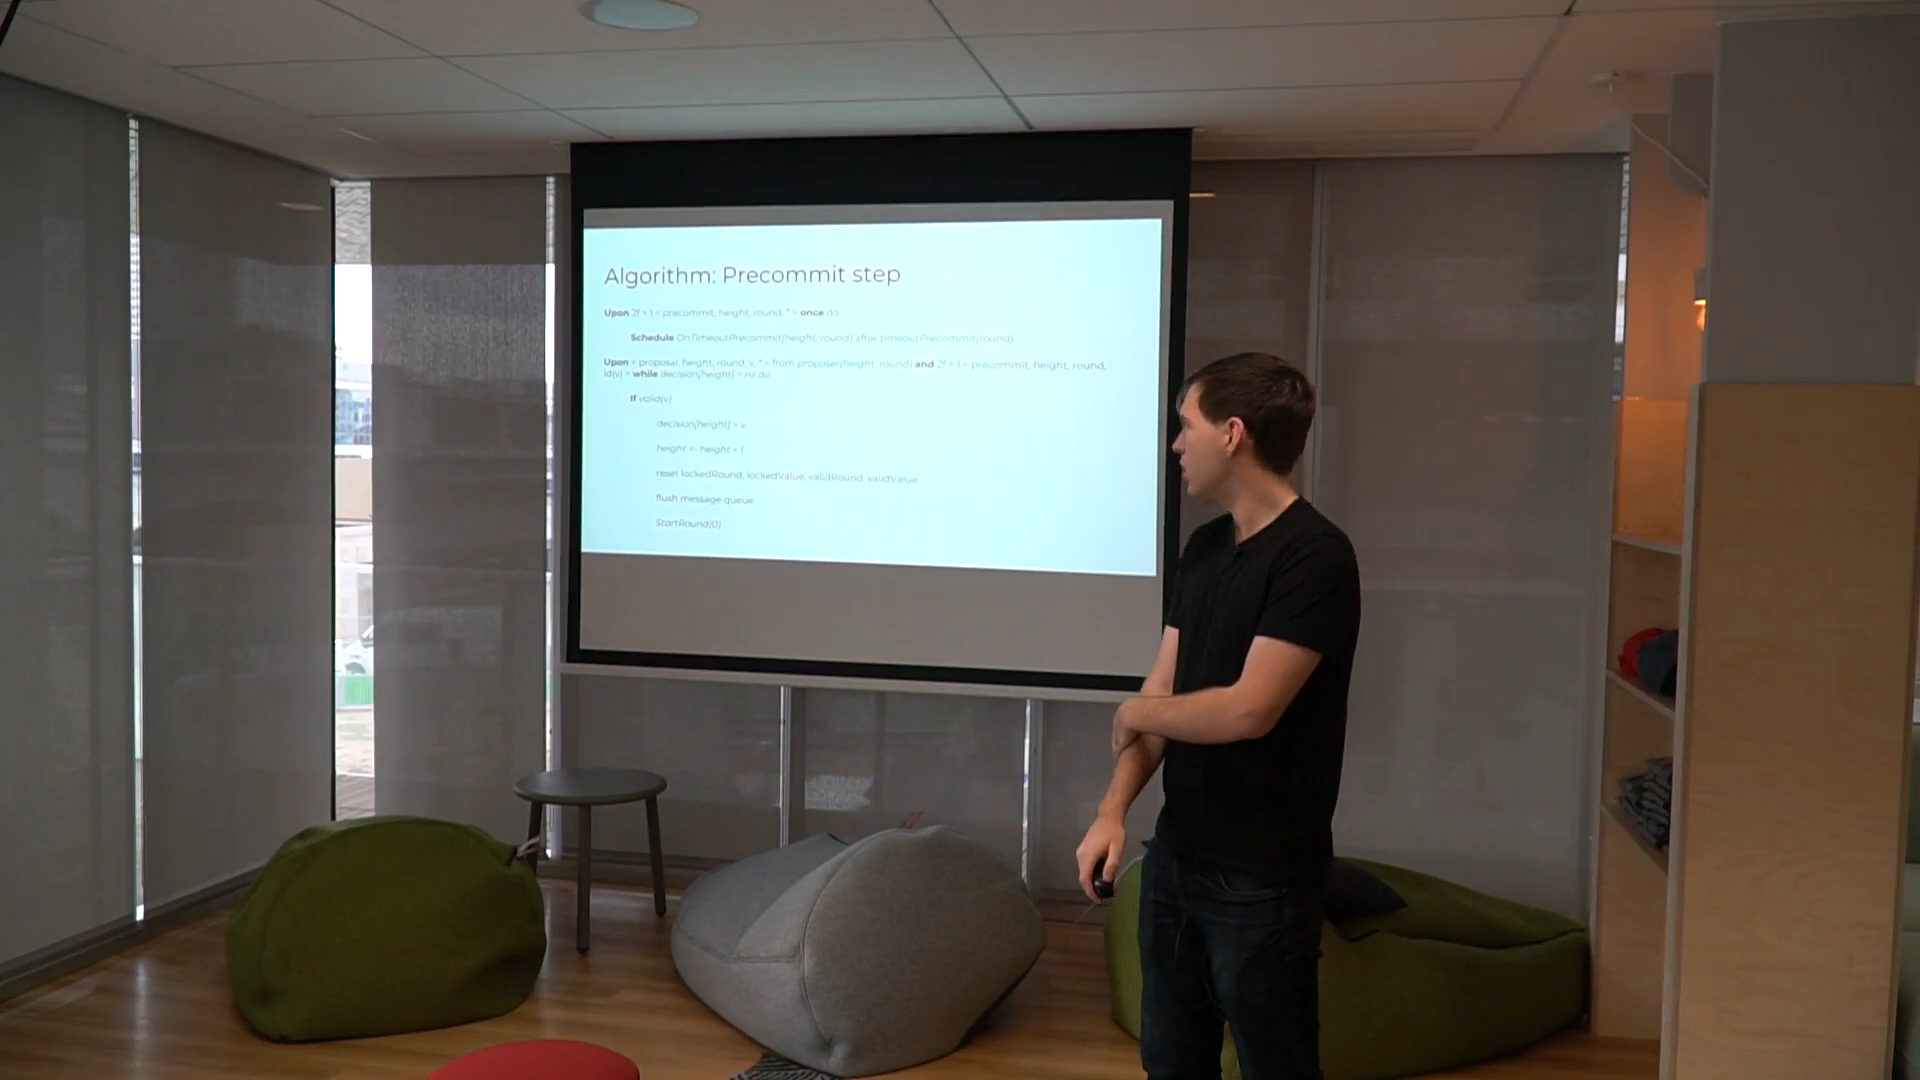 Algorithm: Precommit step
Upon 2f + 1 < precommit, height, round, * > once do
Schedule OnTimeoutPrecommit(height, round) after timeoutPrecommit(round)
Upon < proposal, height, round, v, * > from proposer(height, round) and 2f + 1 < precommit, height, round,
id(v) > while decision[height] = nil do
If valid(v)
decision[height] = v
height <- height + 1
reset lockedRound, lockedValue, validRound, validValue
flush message queue
StartRound(0)